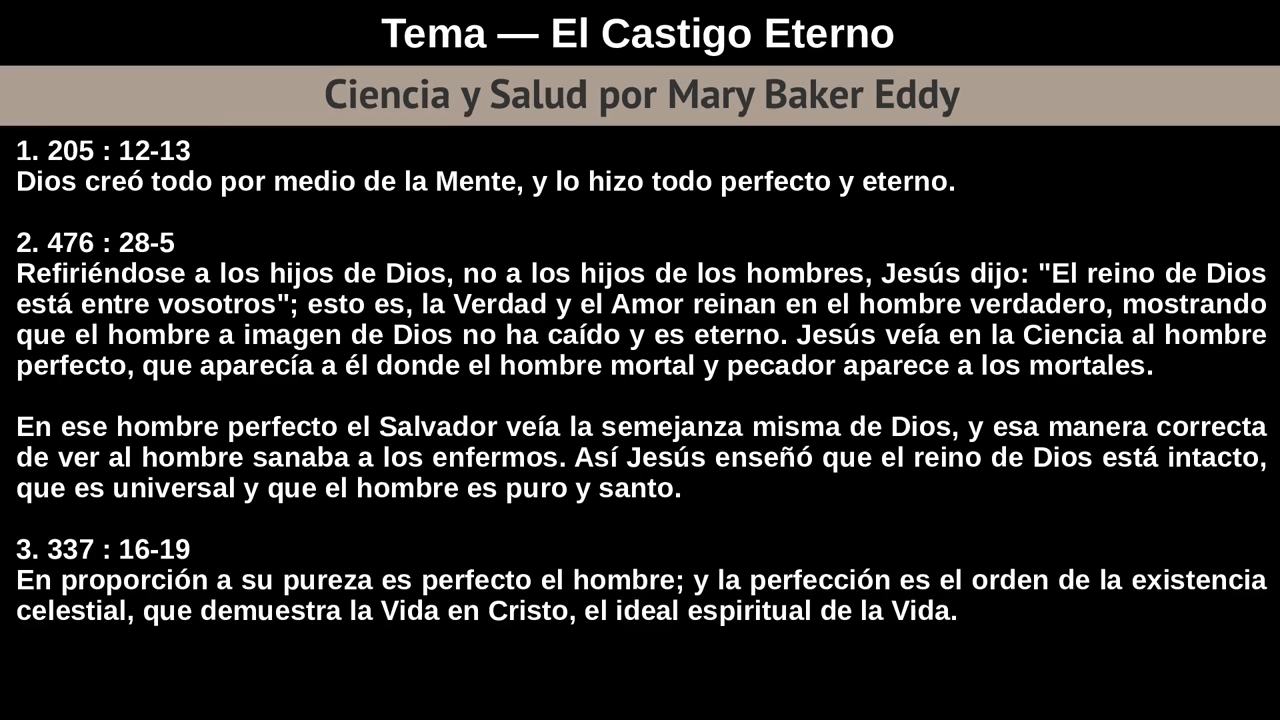 Tema — El Castigo Eterno
Ciencia y Salud por Mary Baker Eddy
1. 205 : 12-13
Dios creó todo por medio de la Mente, y lo hizo todo perfecto y eterno.
2. 476 : 28-5
Refiriéndose a los hijos de Dios, no a los hijos de los hombres, Jesús dijo: "El reino de Dios
está entre vosotros"; esto es, la Verdad y el Amor reinan en el hombre verdadero, mostrando
que el hombre a imagen de Dios no ha caído y es eterno. Jesús veía en la Ciencia al hombre
perfecto, que aparecía a él donde el hombre mortal y pecador aparece a los mortales.
En ese hombre perfecto el Salvador veía la semejanza misma de Dios, y esa manera correcta
de ver al hombre sanaba a los enfermos. Así Jesús enseñó que el reino de Dios está intacto,
que es universal y que el hombre es puro y santo.
3. 337 : 16-19
En proporción a su pureza es perfecto el hombre; y la perfección es el orden de la existencia
celestial, que demuestra la Vida en Cristo, el ideal espiritual de la Vida.